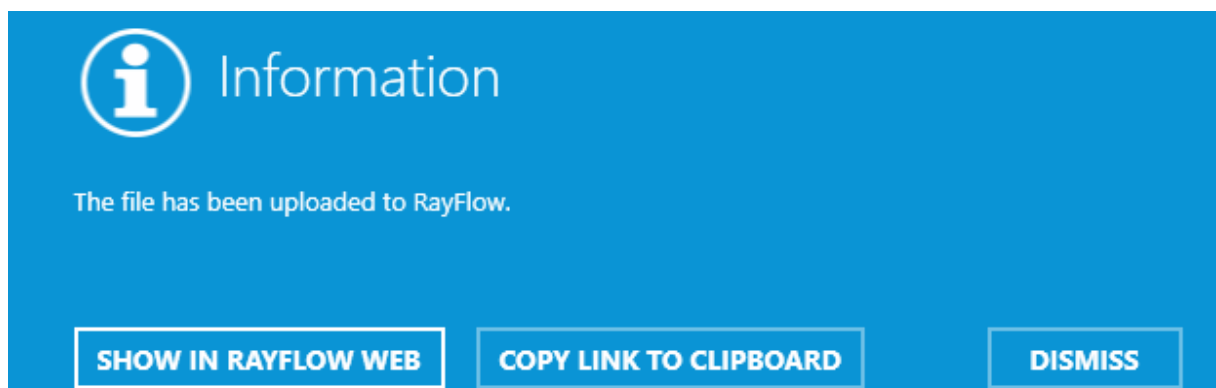 Information
The file has been uploaded to RayFlow.
SHOW IN RAYFLOW WEB
COPY LINK TO CLIPBOARD
DISMISS